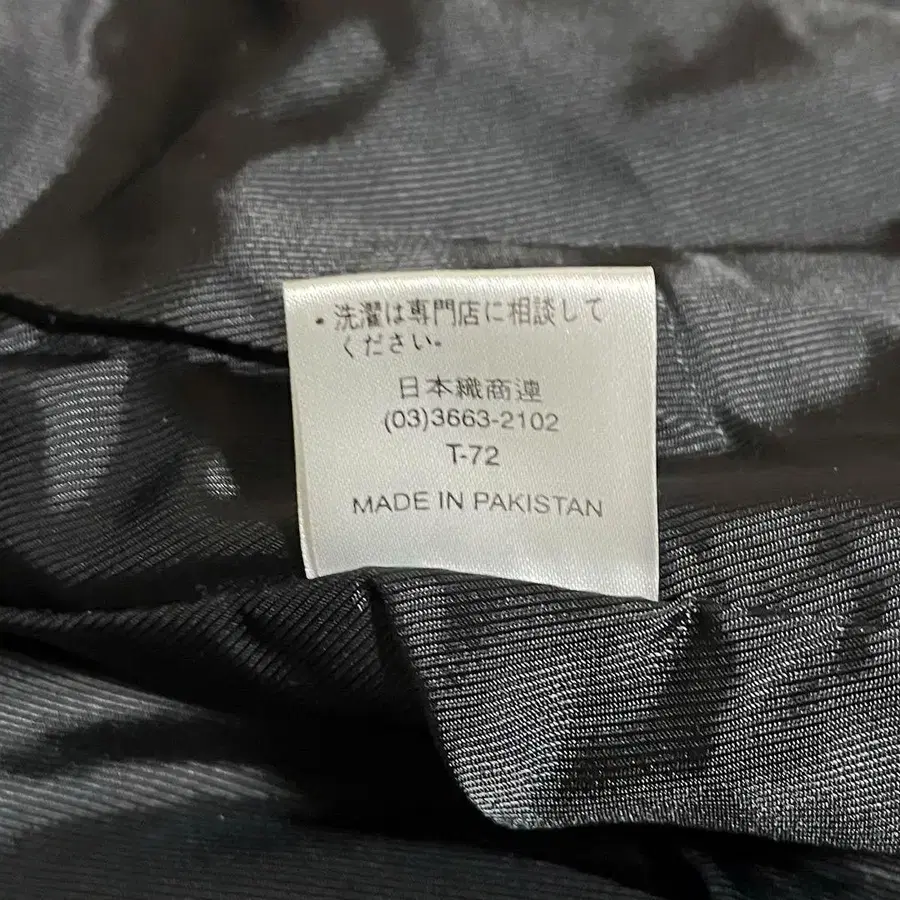 ・洗濯は専門店に相談して
ください。
日本織商連
(03)3663-2102
T-72
MADE IN PAKISTAN